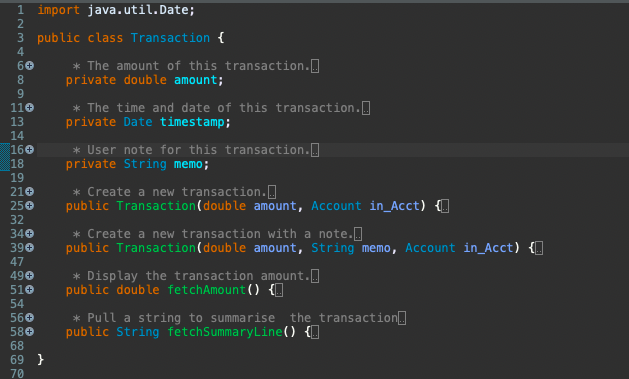 1 import java.util.Date;
2
3 public class Transaction {
4
6 * The amount of this transaction.
8 private double amount;
9
11 * The time and date of this transaction.
13 private Date timestamp;
14
16 * User note for this transaction.
18 private String memo;
19
21 * Create a new transaction.
25 public Transaction(double amount, Account in_Acct) {
32
34 * Create a new transaction with a note.
39 public Transaction(double amount, String memo, Account in_Acct) {
47
49 * Display the transaction amount.
51 public double fetchAmount() {
54
56 * Pull a string to summarise  the transaction
58 public String fetchSummaryLine() {
68
69 }
70